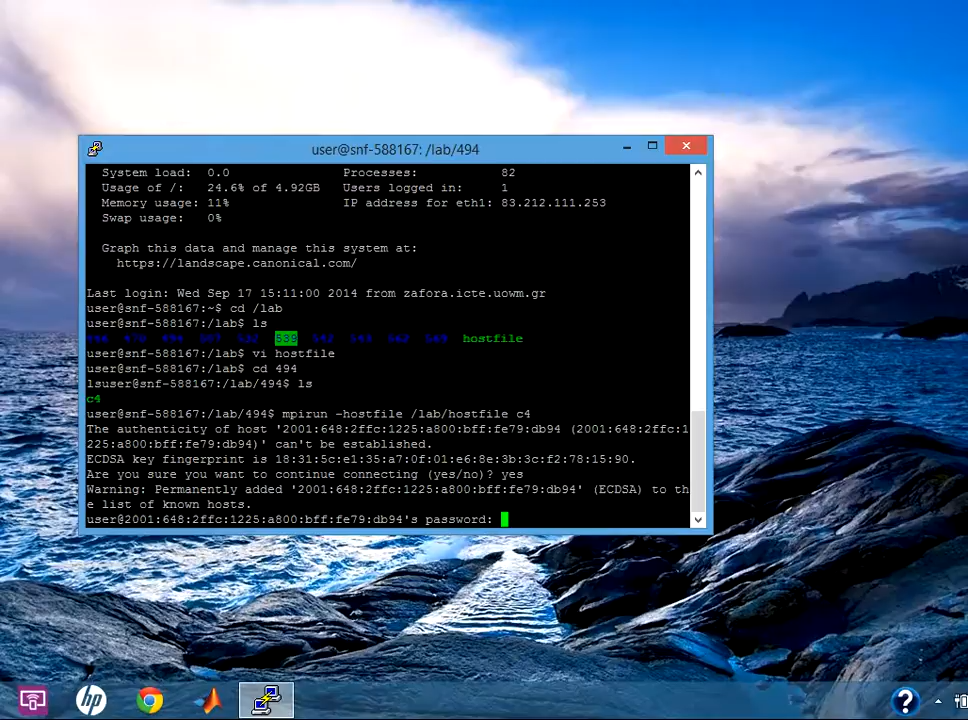 user@snf-588167: /lab/494
System load: 0.0 Processes: 82
Usage of /: 24.6% of 4.92GB Users logged in: 1
Memory usage: 11% IP address for eth1: 83.212.111.253
Swap usage: 0%
Graph this data and manage this system at:
https://landscape.canonical.com/
Last login: Wed Sep 17 15:11:00 2014 from zafora.icte.uowm.gr
user@snf-588167:~$ cd /lab
user@snf-588167:/lab$ ls
494 hostfile
user@snf-588167:/lab$ vi hostfile
user@snf-588167:/lab$ cd 494
lsuser@snf-588167:/lab/494$ ls
c4
user@snf-588167:/lab/494$ mpirun -hostfile /lab/hostfile c4
The authenticity of host '2001:648:2ffc:1225:a800:bff:fe79:db94 (2001:648:2ffc:1
225:a800:bff:fe79:db94)' can't be established.
ECDSA key fingerprint is 18:31:5c:e1:35:a7:0f:01:e6:8e:3b:3c:f2:78:15:90.
Are you sure you want to continue connecting (yes/no)? yes
Warning: Permanently added '2001:648:2ffc:1225:a800:bff:fe79:db94' (ECDSA) to th
e list of known hosts.
user@2001:648:2ffc:1225:a800:bff:fe79:db94's password:
hp
?